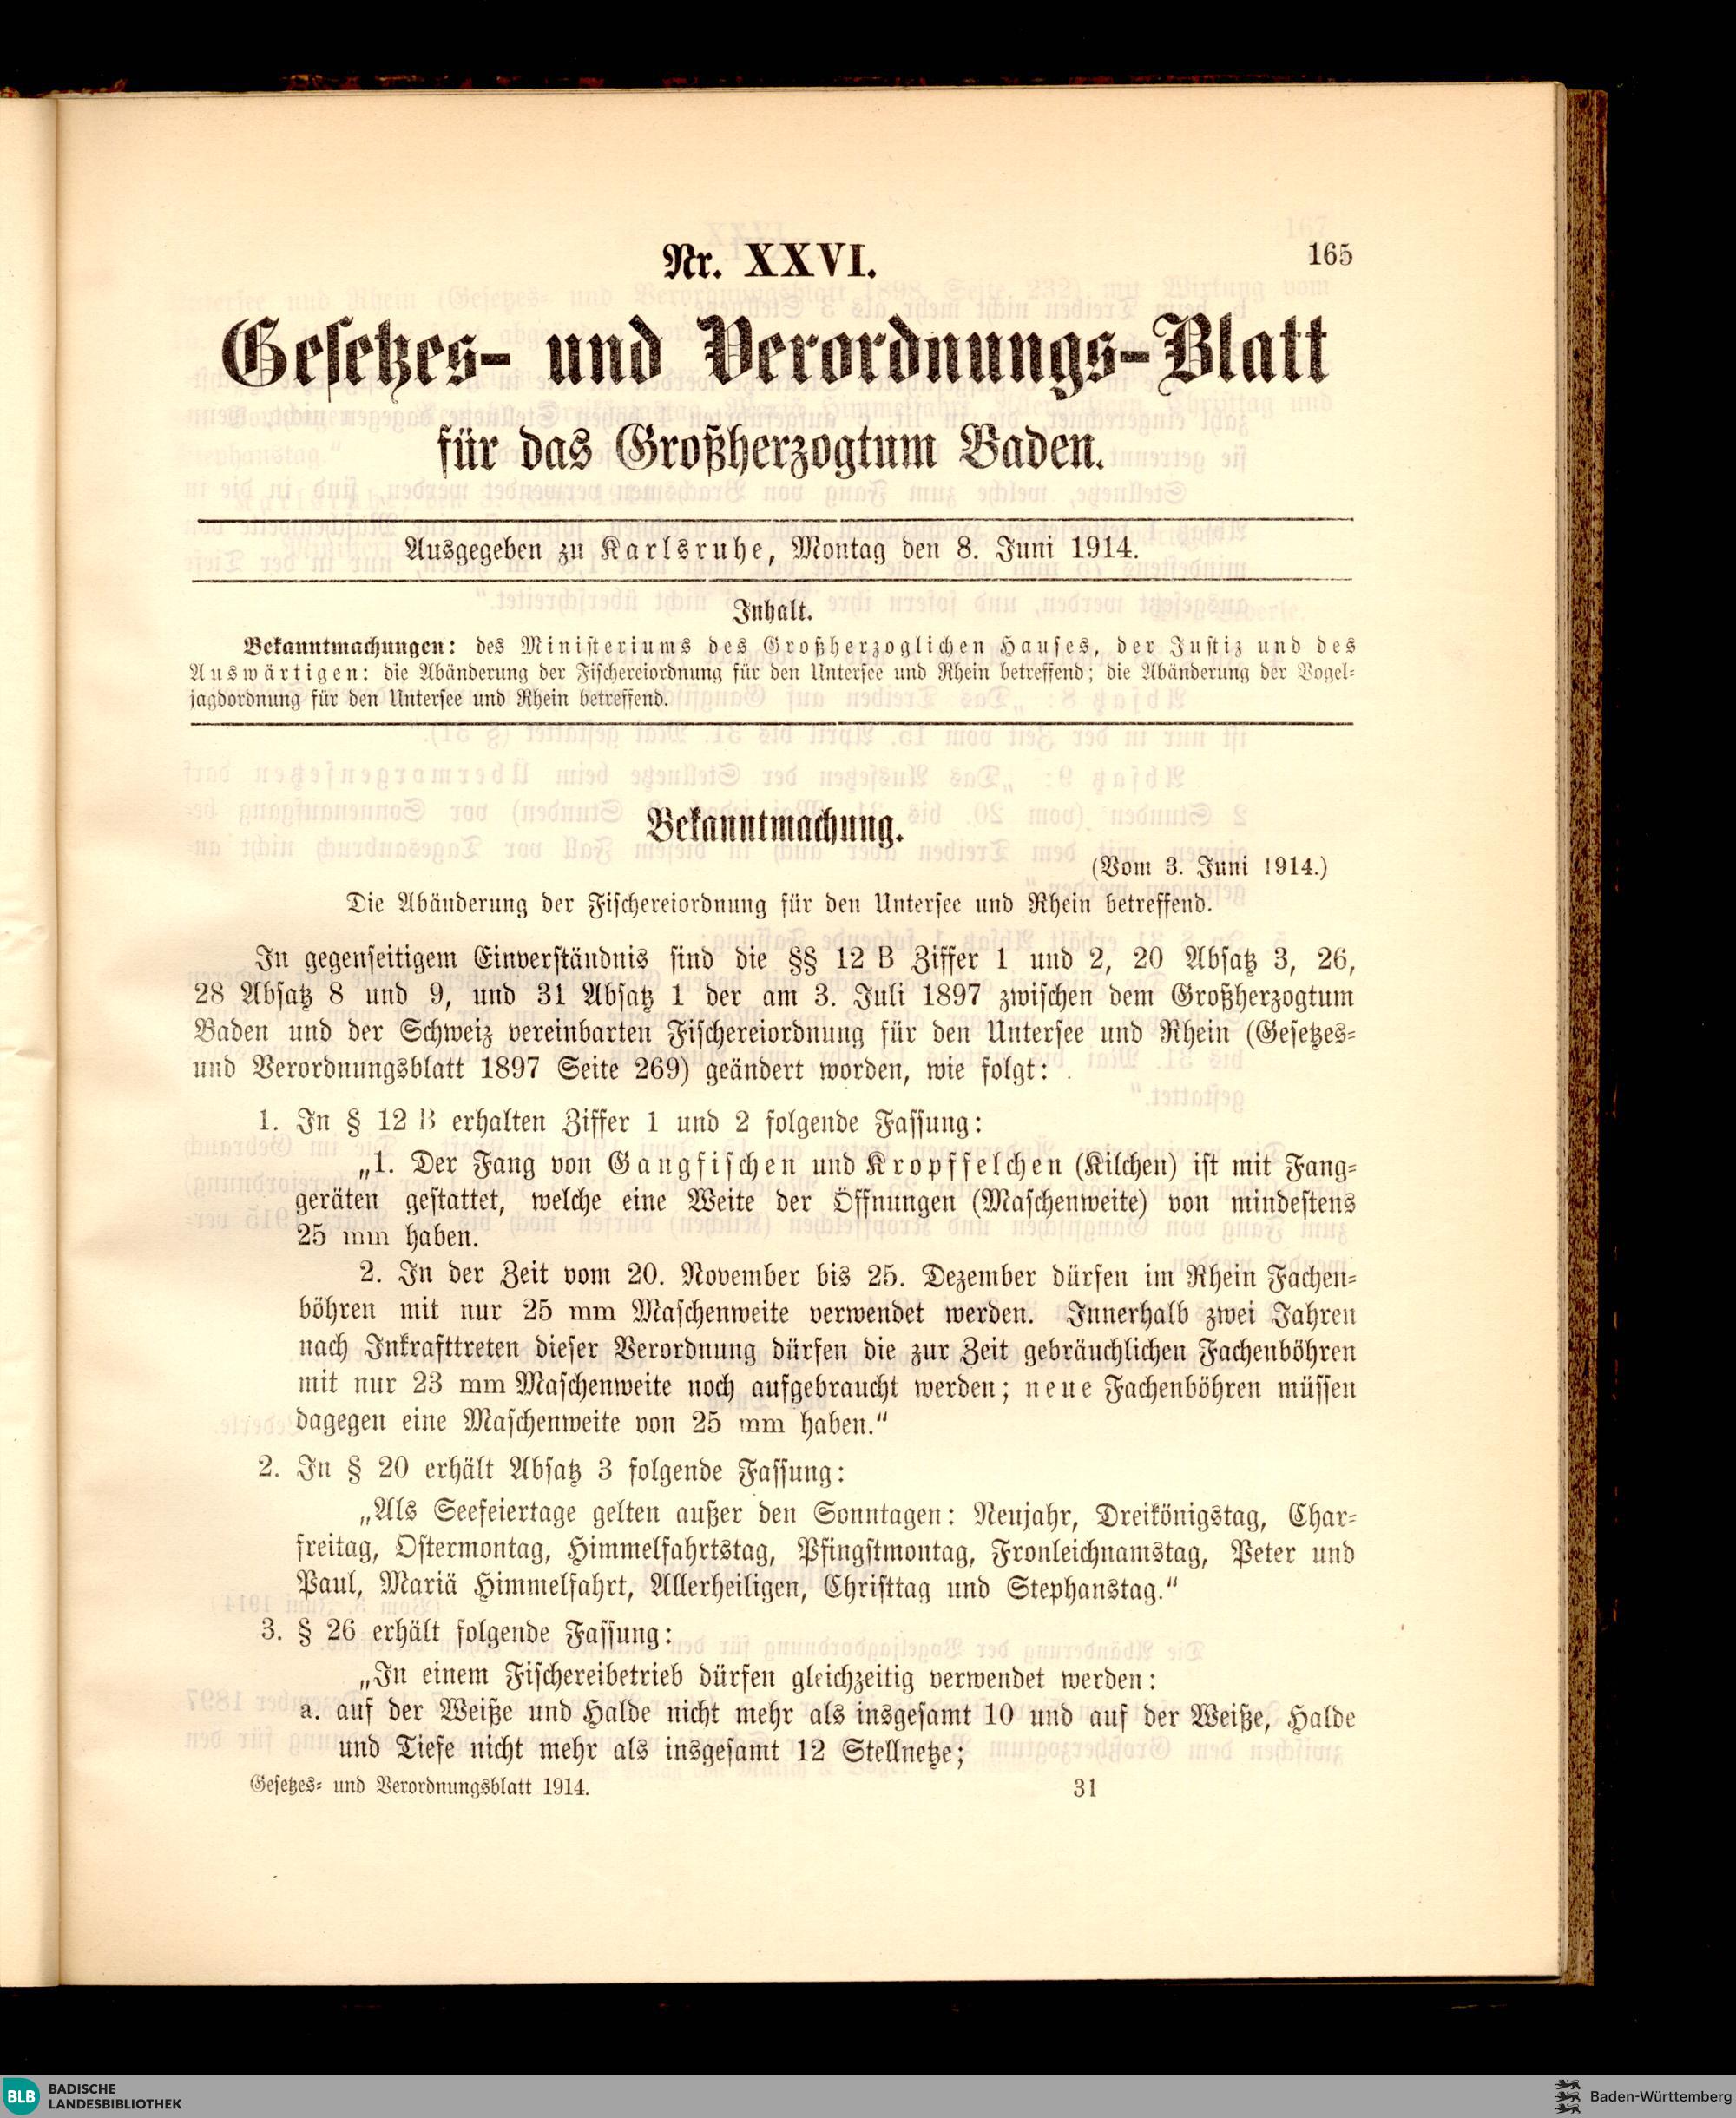 Nr. XXVI.
165
Gesetzes- und Verordnungs-Blatt
für das Großherzogtum Baden.
Ausgegeben zu Karlsruhe, Montag den 8. Juni 1914.
Inhalt.
Bekanntmachungen: des Ministeriums des Großherzoglichen Hauses, der Justiz und des
Auswärtigen: die Abänderung der Fischereiordnung für den Untersee und Rhein betreffend; die Abänderung der Vogel-
jagdordnung für den Untersee und Rhein betreffend.
Bekanntmachung.
(Vom 3. Juni 1914.)
Die Abänderung der Fischereiordnung für den Untersee und Rhein betreffend.
In gegenseitigem Einverständnis sind die §§ 12 B Ziffer 1 und 2, 20 Absatz 3, 26,
28 Absatz 8 und 9, und 31 Absatz 1 der am 3. Juli 1897 zwischen dem Großherzogtum
Baden und der Schweiz vereinbarten Fischereiordnung für den Untersee und Rhein (Gesetzes-
und Verordnungsblatt 1897 Seite 269) geändert worden, wie folgt:
1. In § 12 B erhalten Ziffer 1 und 2 folgende Fassung:
„1. Der Fang von Gangfischen und Kropffelchen (Kilchen) ist mit Fang-
geräten gestattet, welche eine Weite der Öffnungen (Maschenweite) von mindestens
25 mm haben.
2. In der Zeit vom 20. November bis 25. Dezember dürfen im Rhein Fachen-
böhren mit nur 25 mm Maschenweite verwendet werden. Innerhalb zwei Jahren
nach Inkrafttreten dieser Verordnung dürfen die zur Zeit gebräuchlichen Fachenböhren
mit nur 23 mm Maschenweite noch aufgebraucht werden; neue Fachenböhren müssen
dagegen eine Maschenweite von 25 mm haben.“
2. In § 20 erhält Absatz 3 folgende Fassung:
„Als Seefeiertage gelten außer den Sonntagen: Neujahr, Dreikönigstag, Char-
freitag, Ostermontag, Himmelfahrtstag, Pfingstmontag, Fronleichnamstag, Peter und
Paul, Mariä Himmelfahrt, Allerheiligen, Christtag und Stephanstag.“
3. § 26 erhält folgende Fassung:
„In einem Fischereibetrieb dürfen gleichzeitig verwendet werden:
a. auf der Weiße und Halde nicht mehr als insgesamt 10 und auf der Weiße, Halde
und Tiefe nicht mehr als insgesamt 12 Stellnetze;
Gesetzes- und Verordnungsblatt 1914.
31
BLB BADISCHE
LANDESBIBLIOTHEK
Baden-Württemberg